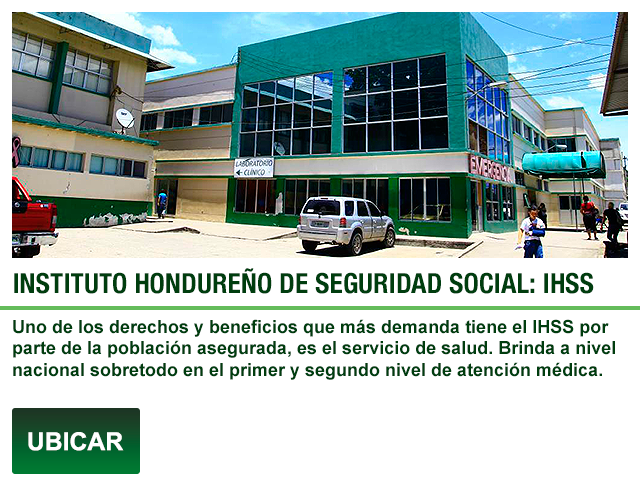 LABORATORIO
CLÍNICO
EMERGENCIA
INSTITUTO HONDUREÑO DE SEGURIDAD SOCIAL: IHSS
Uno de los derechos y beneficios que más demanda tiene el IHSS por
parte de la población asegurada, es el servicio de salud. Brinda a nivel
nacional sobretodo en el primer y segundo nivel de atención médica.
UBICAR